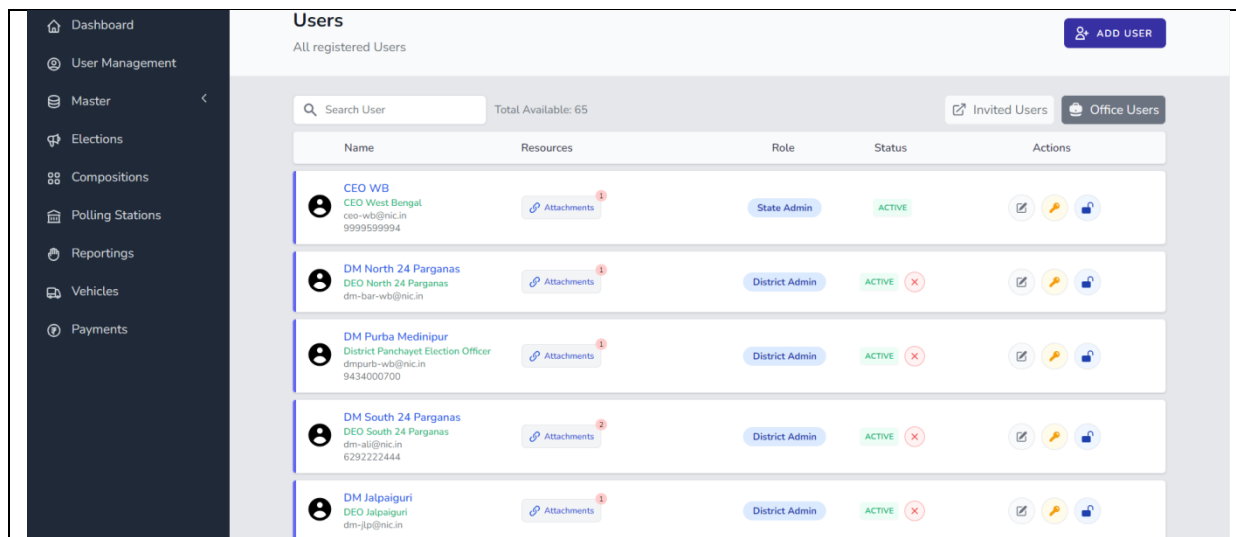 Dashboard
User Management
Master
Elections
Compositions
Polling Stations
Reportings
Vehicles
Payments
Users
All registered Users
ADD USER
Search User
Total Available: 65
Invited Users
Office Users
Name Resources Role Status Actions
CEO WB
CEO West Bengal
ceo-wb@nic.in
9999599994
Attachments
1
State Admin
ACTIVE
DM North 24 Parganas
DEO North 24 Parganas
dm-bar-wb@nic.in
Attachments
1
District Admin
ACTIVE
DM Purba Medinipur
District Panchayet Election Officer
dmpurb-wb@nic.in
9434000700
Attachments
1
District Admin
ACTIVE
DM South 24 Parganas
DEO South 24 Parganas
dm-ali@nic.in
6292222444
Attachments
2
District Admin
ACTIVE
DM Jalpaiguri
DEO Jalpaiguri
dm-jlp@nic.in
Attachments
1
District Admin
ACTIVE